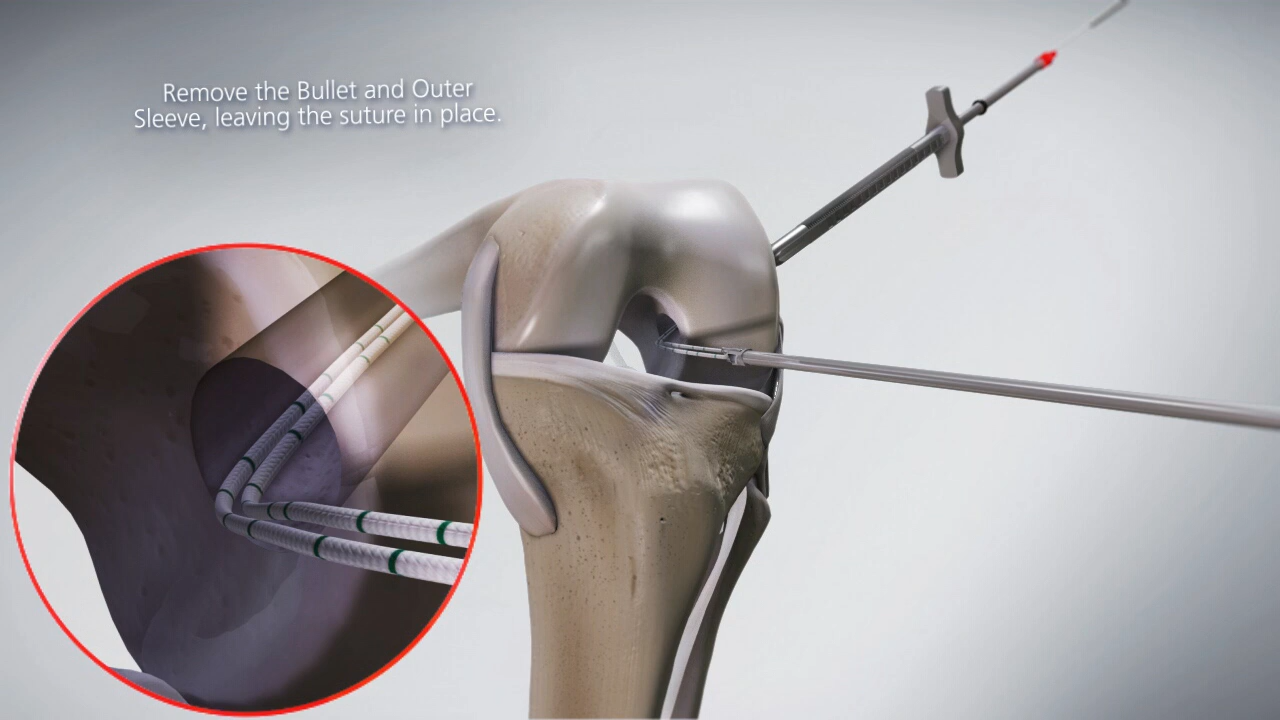 Remove the Bullet and Outer
Sleeve, leaving the suture in place.